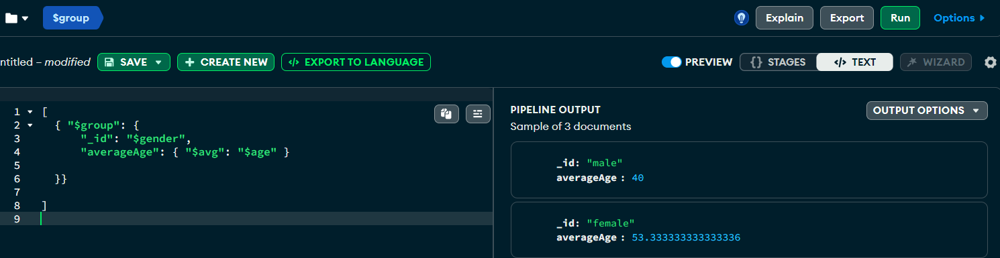 $group
Explain
Export
Run
Options
ntitled – modified
SAVE
+ CREATE NEW
</> EXPORT TO LANGUAGE
PREVIEW
{} STAGES
</> TEXT
WIZARD
1 [
2 { "$group": {
3 "_id": "$gender",
4 "averageAge": { "$avg": "$age" }
5
6 }}
7
8 ]
9
PIPELINE OUTPUT
OUTPUT OPTIONS
Sample of 3 documents
_id: "male"
averageAge : 40
_id: "female"
averageAge : 53.333333333333336